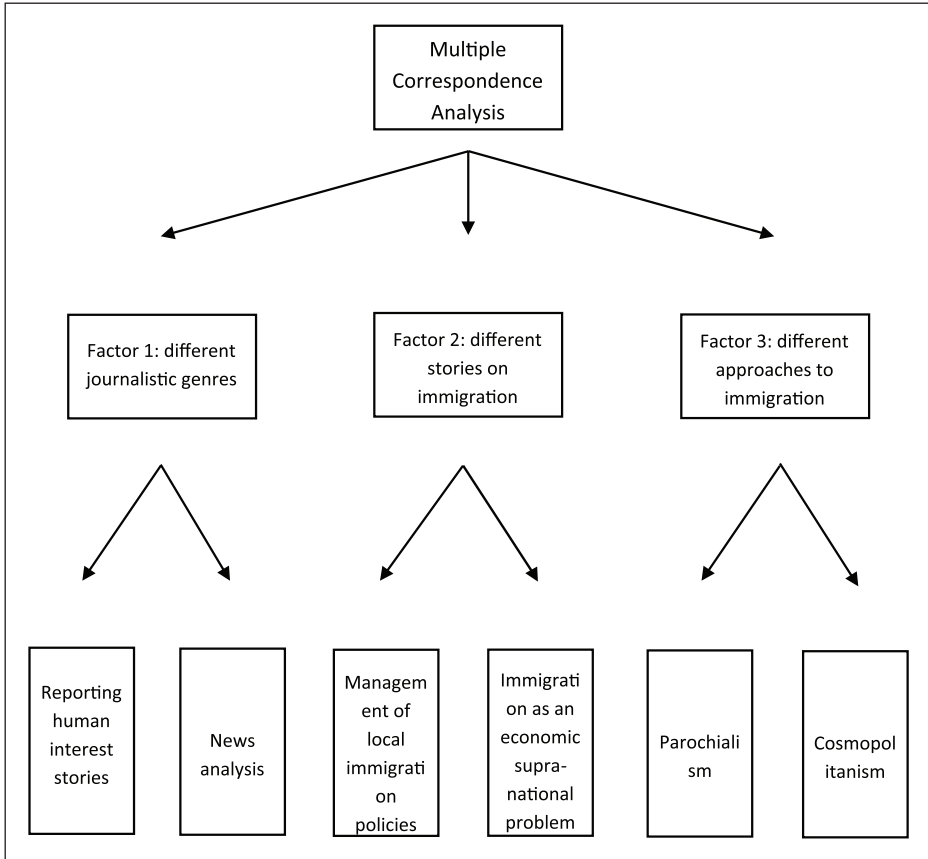 Multiple
Correspondence
Analysis
Factor 1: different
journalistic genres
Factor 2: different
stories on
immigration
Factor 3: different
approaches to
immigration
Reporting
human
interest
stories
News
analysis
Managem
ent of
local
immigrati
on
policies
Immigrati
on as an
economic
supra-
national
problem
Parochiali
sm
Cosmopol
itanism